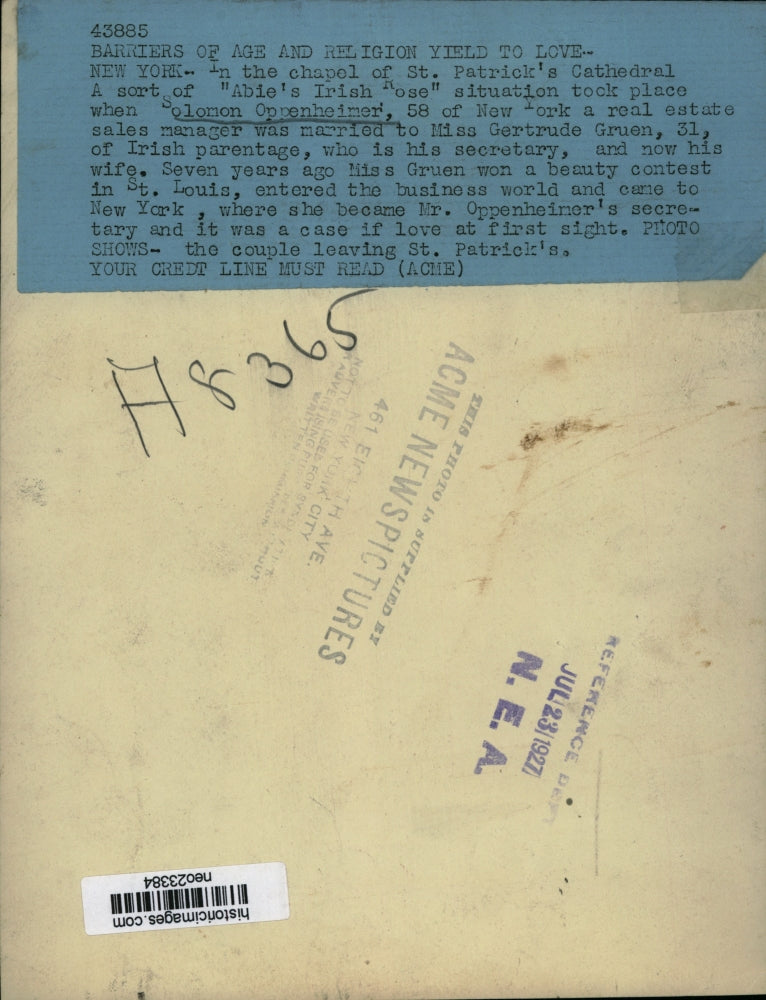 43885
BARRIERS OF AGE AND RELIGION YIELD TO LOVE--
NEW YORK-- In the chapel of St. Patrick's Cathedral
A sort of "Abie's Irish Rose" situation took place
when Solomon Oppenheimer, 58 of New York a real estate
sales manager was married to Miss Gertrude Gruen, 31,
of Irish parentage, who is his secretary, and now his
wife. Seven years ago Miss Gruen won a beauty contest
in St. Louis, entered the business world and came to
New York , where she became Mr. Oppenheimer's secre-
tary and it was a case if love at first sight. PHOTO
SHOWS- the couple leaving St. Patrick's.
YOUR CREDT LINE MUST READ (ACME)
H 8365
THIS PHOTO IS SUPPLIED BY
ACME NEWSPICTURES
461 EIGHTH AVE.
NEW YORK CITY
REFERENCE DEPT
JUL 23 1927
N. E. A.
historicimages.com
neo23384